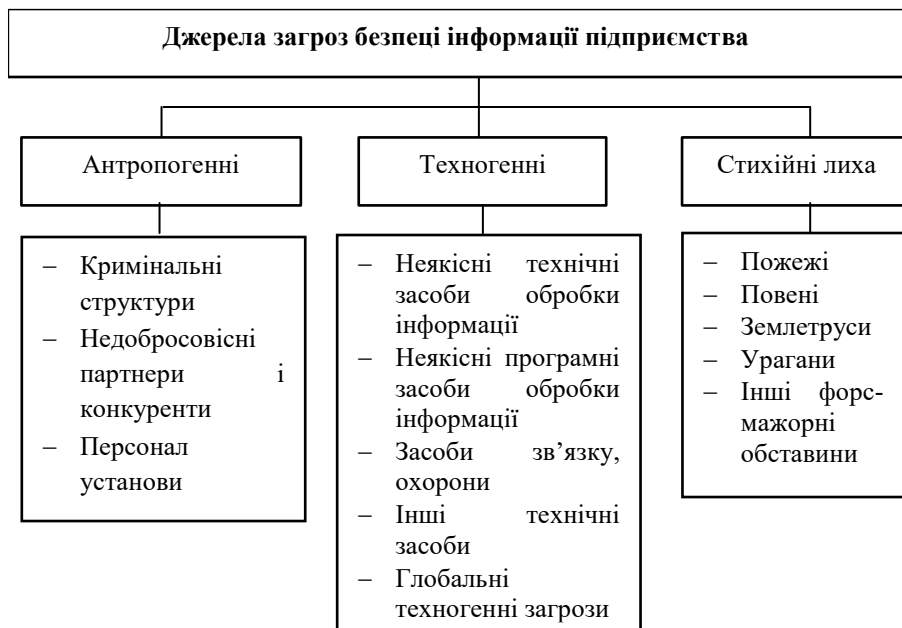 Джерела загроз безпеці інформації підприємства
Антропогенні
Техногенні
Стихійні лиха
– Кримінальні
структури
– Недобросовісні
партнери і
конкуренти
– Персонал
установи
– Неякісні технічні
засоби обробки
інформації
– Неякісні програмні
засоби обробки
інформації
– Засоби зв’язку,
охорони
– Інші технічні
засоби
– Глобальні
техногенні загрози
– Пожежі
– Повені
– Землетруси
– Урагани
– Інші форс-
мажорні
обставини